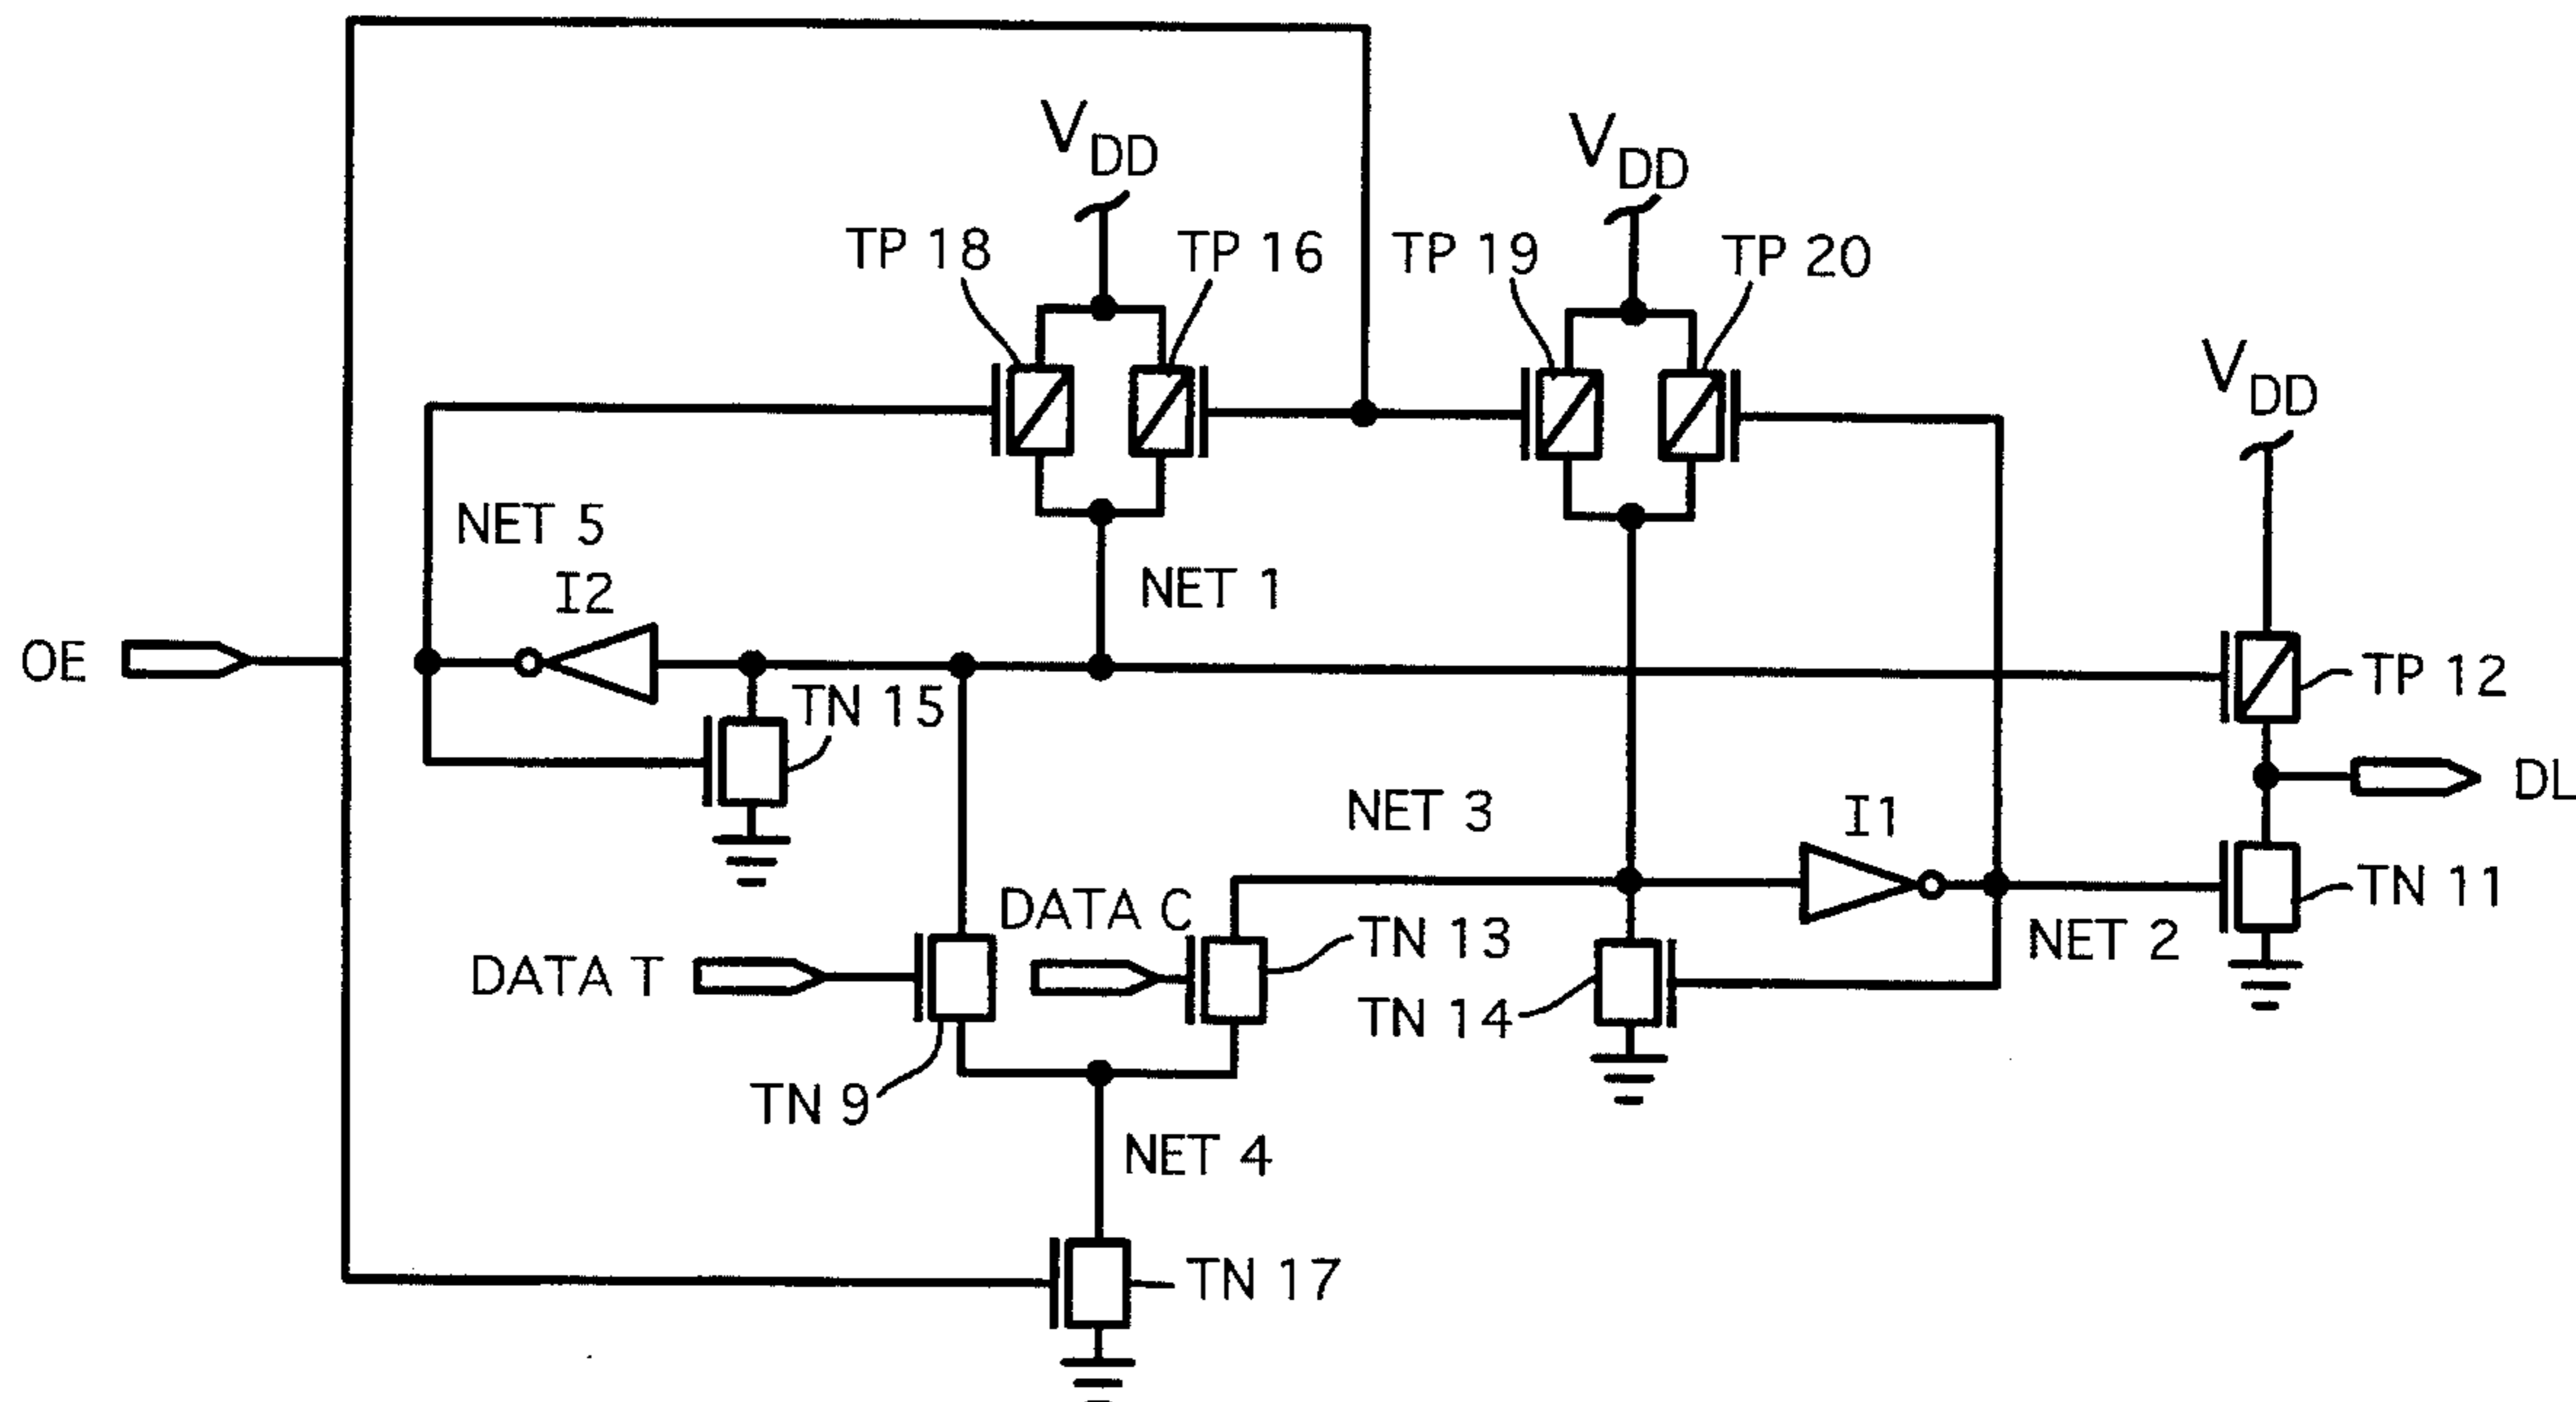 V DD
V DD
TP 18
TP 16
TP 19
TP 20
V DD
NET 5
I2
NET 1
OE
TN 15
TP 12
NET 3
I1
DL
DATA C
TN 13
TN 11
DATA T
NET 2
TN 14
TN 9
NET 4
TN 17